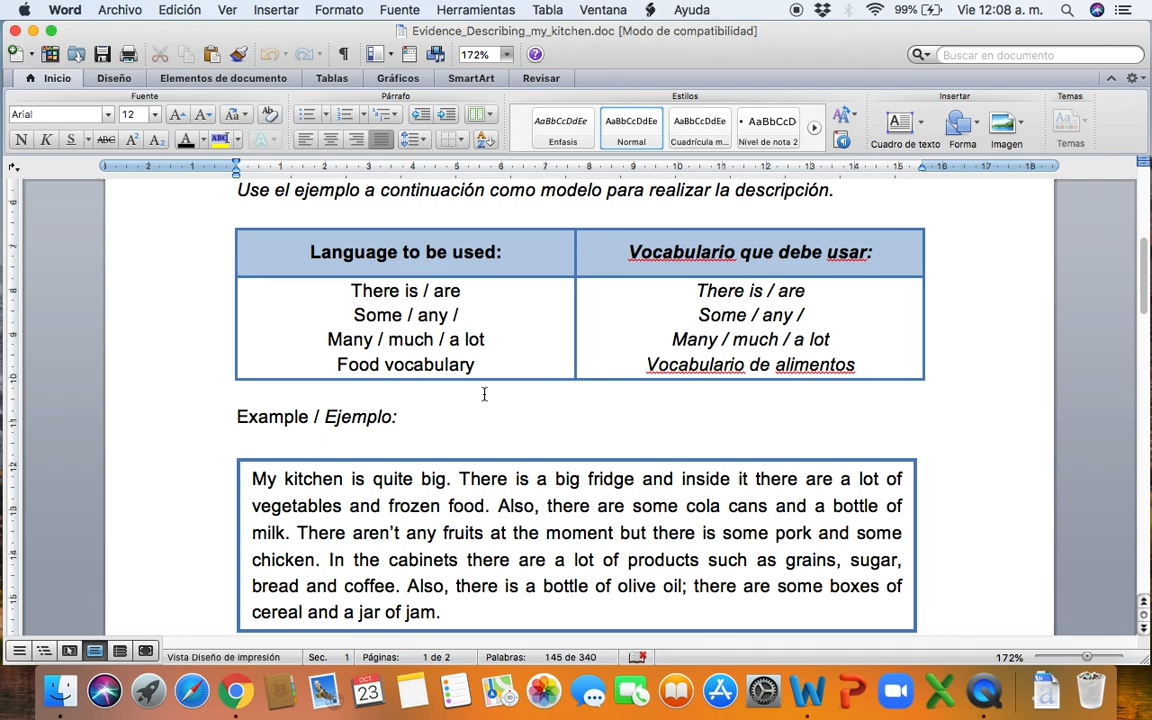 Word Archivo Edición Ver Insertar Formato Fuente Herramientas Tabla Ventana Ayuda 99% Vie 12:08 a. m.
Evidence_Describing_my_kitchen.doc [Modo de compatibilidad]
172% Buscar en documento
Inicio Diseño Elementos de documento Tablas Gráficos SmartArt Revisar
Fuente Párrafo Estilos Insertar Temas
Arial 12 AaBbCcDdEe AaBbCcDdEe AaBbCcDdEe AaBbCcD
Énfasis Normal Cuadrícula m... Nivel de nota 2 Cuadro de texto Forma Imagen Temas
Use el ejemplo a continuación como modelo para realizar la descripción.
Language to be used: Vocabulario que debe usar:
There is / are There is / are
Some / any / Some / any /
Many / much / a lot Many / much / a lot
Food vocabulary Vocabulario de alimentos
Example / Ejemplo:
My kitchen is quite big. There is a big fridge and inside it there are a lot of
vegetables and frozen food. Also, there are some cola cans and a bottle of
milk. There aren't any fruits at the moment but there is some pork and some
chicken. In the cabinets there are a lot of products such as grains, sugar,
bread and coffee. Also, there is a bottle of olive oil; there are some boxes of
cereal and a jar of jam.
Vista Diseño de impresión Sec. 1 Páginas: 1 de 2 Palabras: 145 de 340 172%
OCT
23